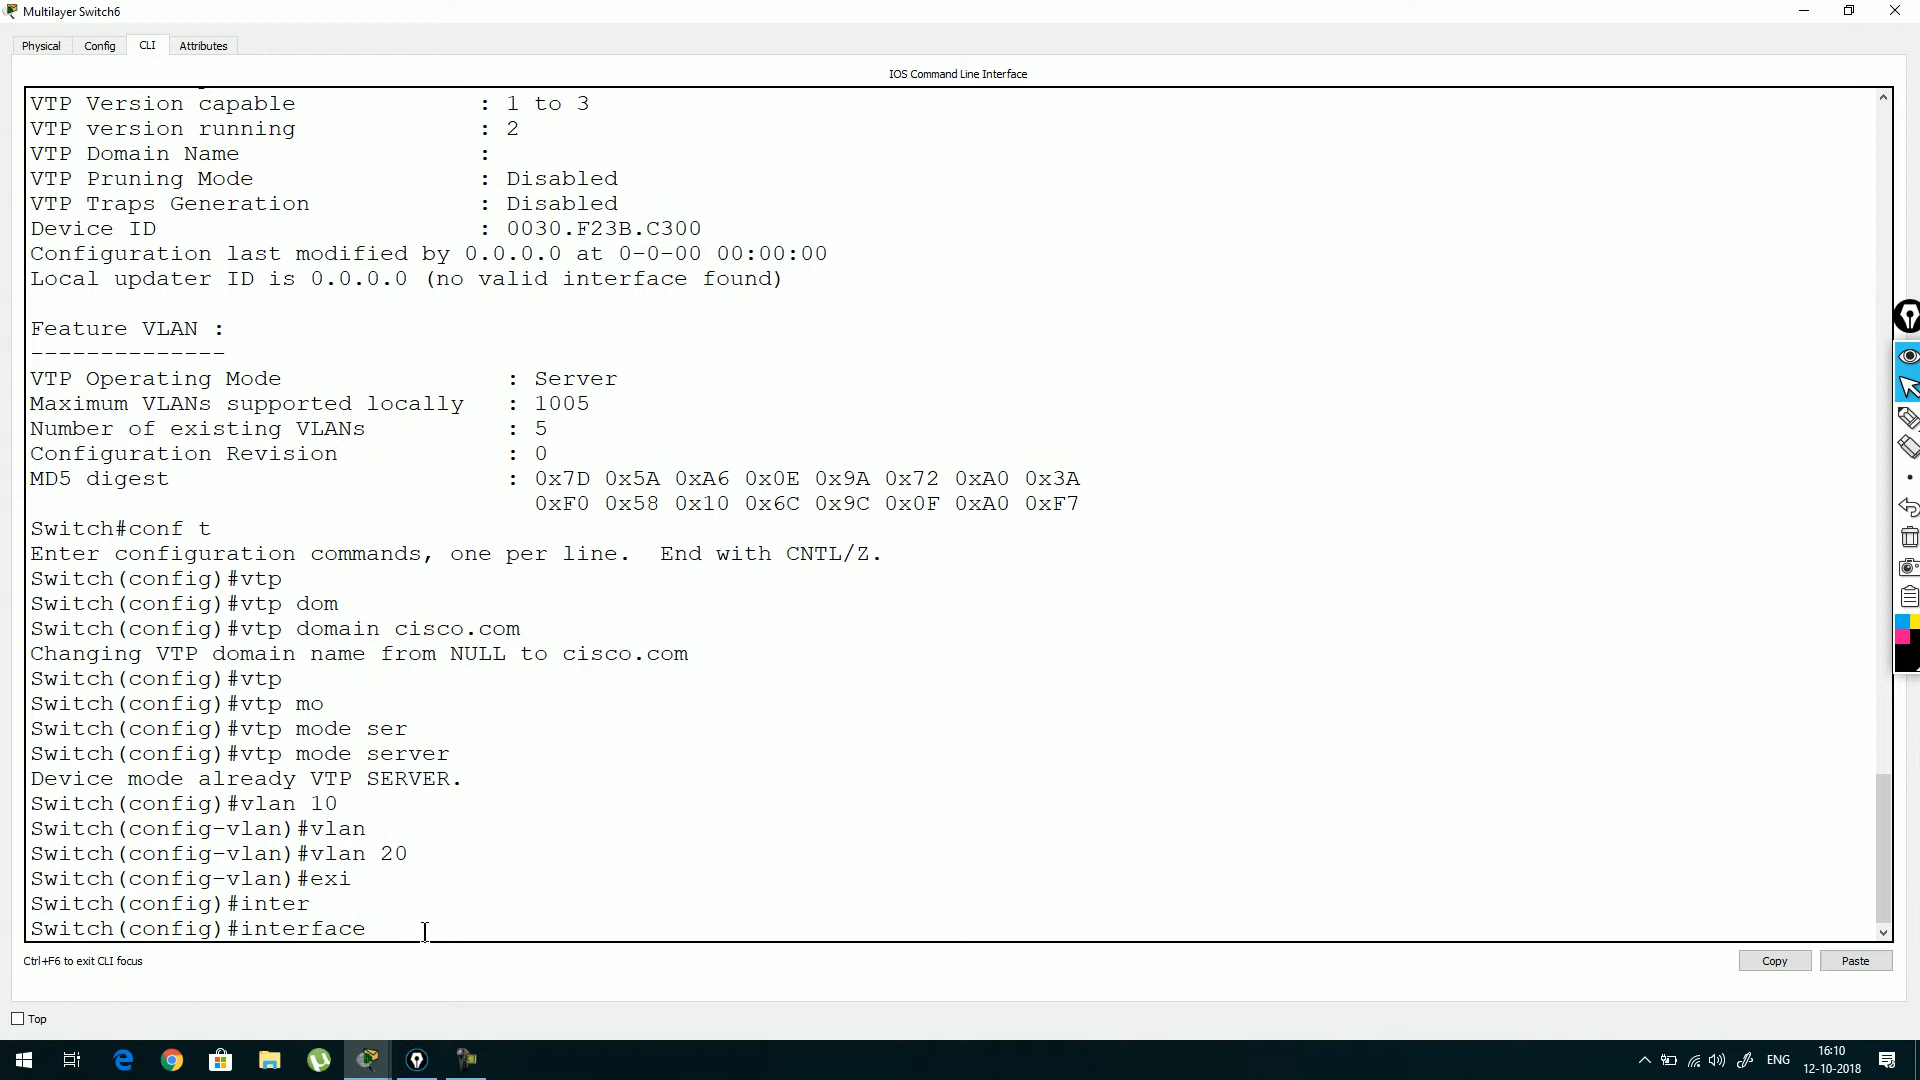 Multilayer Switch6
Physical Config CLI Attributes
IOS Command Line Interface
VTP Version capable : 1 to 3
VTP version running : 2
VTP Domain Name :
VTP Pruning Mode : Disabled
VTP Traps Generation : Disabled
Device ID : 0030.F23B.C300
Configuration last modified by 0.0.0.0 at 0-0-00 00:00:00
Local updater ID is 0.0.0.0 (no valid interface found)
Feature VLAN :
--------------
VTP Operating Mode : Server
Maximum VLANs supported locally : 1005
Number of existing VLANs : 5
Configuration Revision : 0
MD5 digest : 0x7D 0x5A 0xA6 0x0E 0x9A 0x72 0xA0 0x3A
0xF0 0x58 0x10 0x6C 0x9C 0x0F 0xA0 0xF7
Switch#conf t
Enter configuration commands, one per line. End with CNTL/Z.
Switch(config)#vtp
Switch(config)#vtp dom
Switch(config)#vtp domain cisco.com
Changing VTP domain name from NULL to cisco.com
Switch(config)#vtp
Switch(config)#vtp mo
Switch(config)#vtp mode ser
Switch(config)#vtp mode server
Device mode already VTP SERVER.
Switch(config)#vlan 10
Switch(config-vlan)#vlan
Switch(config-vlan)#vlan 20
Switch(config-vlan)#exi
Switch(config)#inter
Switch(config)#interface
Ctrl+F6 to exit CLI focus
Copy Paste
Top
ENG
16:10
12-10-2018